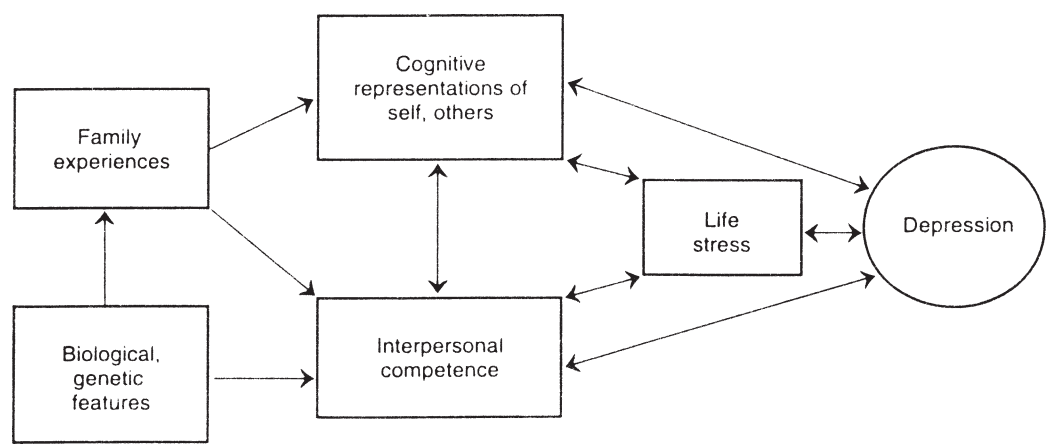 Cognitive
representations of
self, others
Family
experiences
Life
stress
Depression
Biological,
genetic
features
Interpersonal
competence